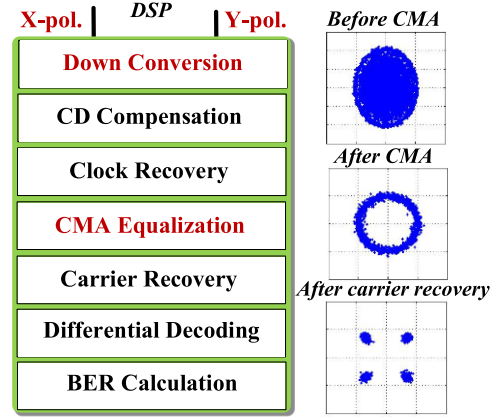 X-pol.
DSP
Y-pol.
Down Conversion
CD Compensation
Clock Recovery
CMA Equalization
Carrier Recovery
Differential Decoding
BER Calculation
Before CMA
After CMA
After carrier recovery